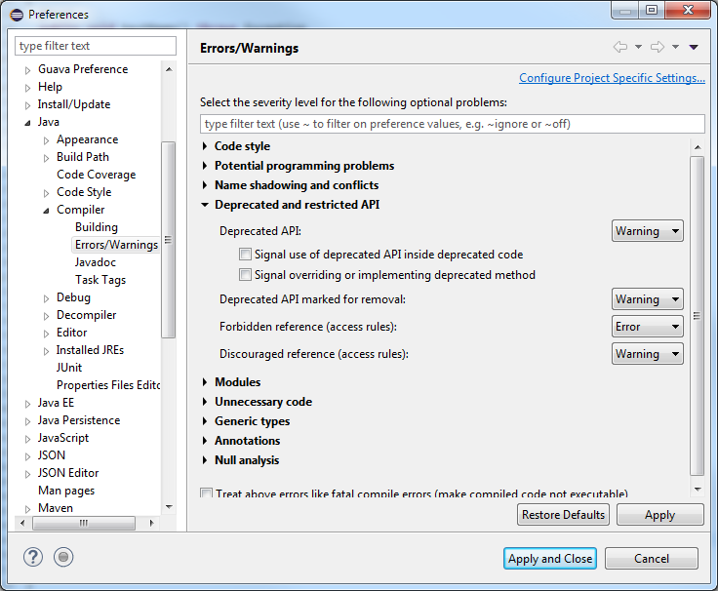 Preferences
type filter text
Guava Preference
Help
Install/Update
Java
Appearance
Build Path
Code Coverage
Code Style
Compiler
Building
Errors/Warnings
Javadoc
Task Tags
Debug
Decompiler
Editor
Installed JREs
JUnit
Properties Files Edito
Java EE
Java Persistence
JavaScript
JSON
JSON Editor
Man pages
Maven
Errors/Warnings
Configure Project Specific Settings...
Select the severity level for the following optional problems:
type filter text (use ~ to filter on preference values, e.g. ~ignore or ~off)
Code style
Potential programming problems
Name shadowing and conflicts
Deprecated and restricted API
Deprecated API: Warning
Signal use of deprecated API inside deprecated code
Signal overriding or implementing deprecated method
Deprecated API marked for removal: Warning
Forbidden reference (access rules): Error
Discouraged reference (access rules): Warning
Modules
Unnecessary code
Generic types
Annotations
Null analysis
Treat above errors like fatal compile errors (make compiled code not executable)
Restore Defaults Apply
? Apply and Close Cancel